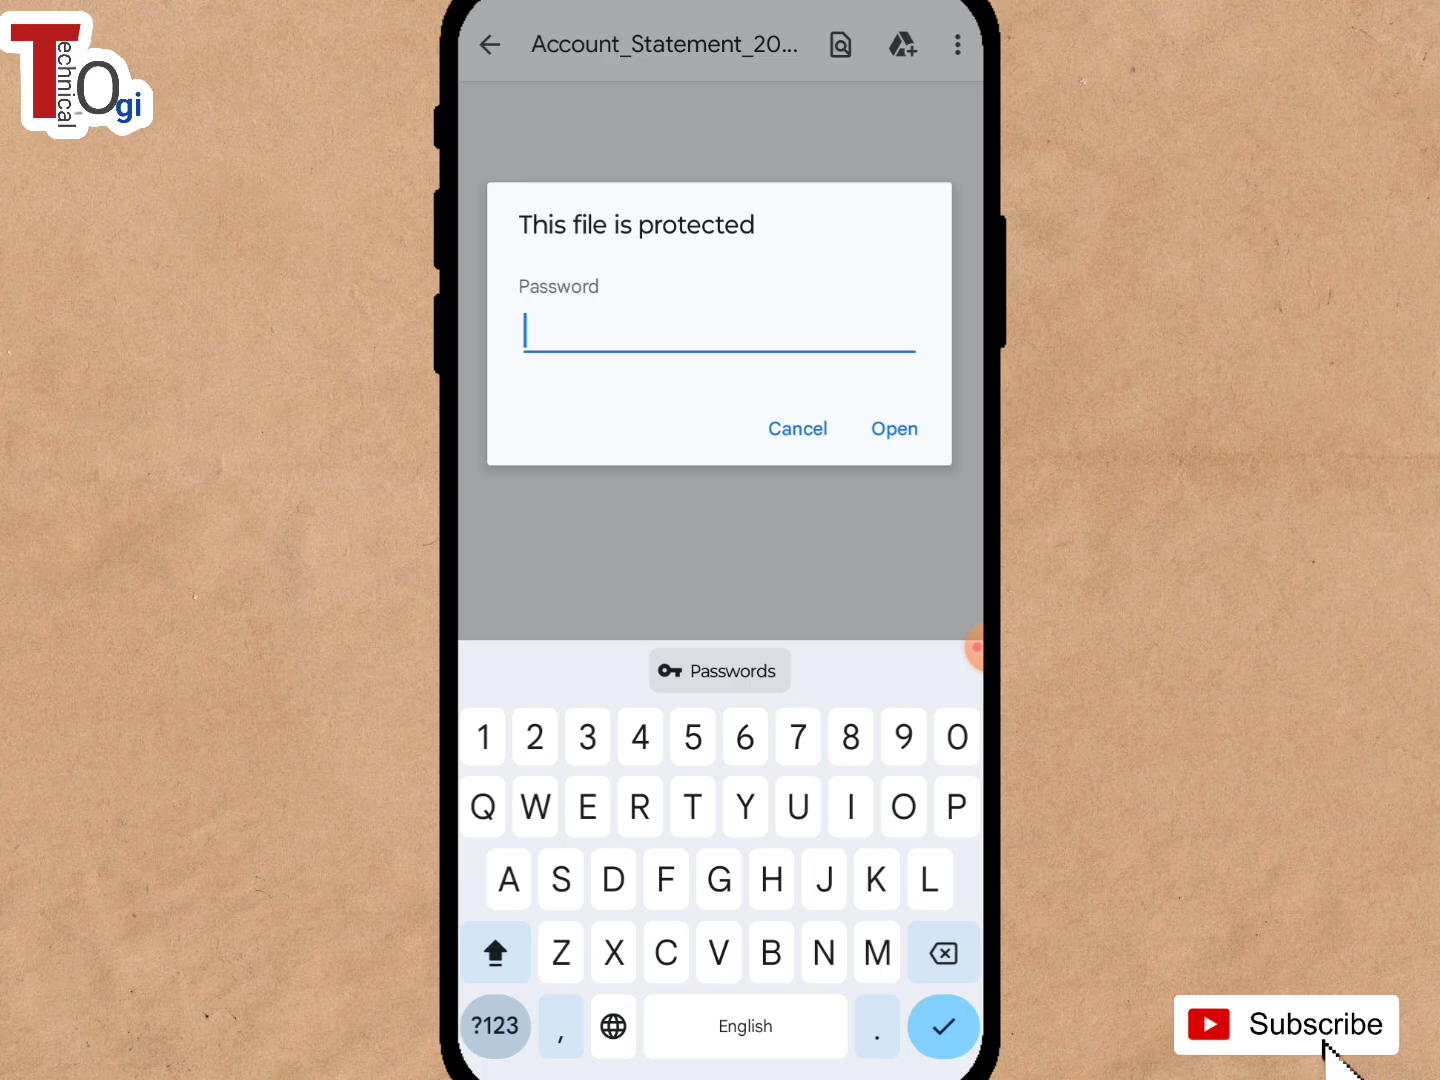 Technical
Ogi
Account_Statement_20...
This file is protected
Password
Cancel Open
Passwords
1 2 3 4 5 6 7 8 9 0
Q W E R T Y U I O P
A S D F G H J K L
Z X C V B N M
?123 , English .
Subscribe